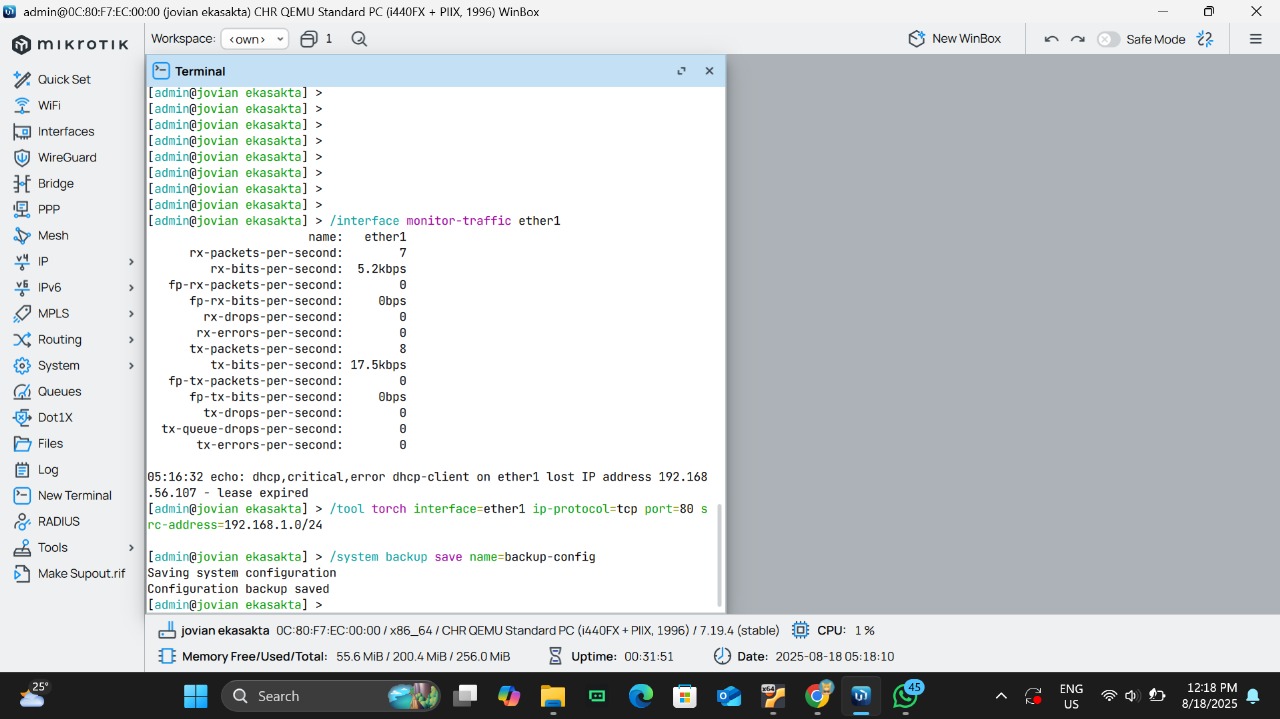 admin@0C:80:F7:EC:00:00 (jovian ekasakta) CHR QEMU Standard PC (i440FX + PIIX, 1996) WinBox
MIKROTIK
Workspace: <own> 1
New WinBox
Safe Mode
Quick Set
WiFi
Interfaces
WireGuard
Bridge
PPP
Mesh
IP
IPv6
MPLS
Routing
System
Queues
Dot1X
Files
Log
New Terminal
RADIUS
Tools
Make Supout.rif
Terminal
[admin@jovian ekasakta] >
[admin@jovian ekasakta] >
[admin@jovian ekasakta] >
[admin@jovian ekasakta] >
[admin@jovian ekasakta] >
[admin@jovian ekasakta] >
[admin@jovian ekasakta] >
[admin@jovian ekasakta] >
[admin@jovian ekasakta] > /interface monitor-traffic ether1
name: ether1
rx-packets-per-second: 7
rx-bits-per-second: 5.2kbps
fp-rx-packets-per-second: 0
fp-rx-bits-per-second: 0bps
rx-drops-per-second: 0
rx-errors-per-second: 0
tx-packets-per-second: 8
tx-bits-per-second: 17.5kbps
fp-tx-packets-per-second: 0
fp-tx-bits-per-second: 0bps
tx-drops-per-second: 0
tx-queue-drops-per-second: 0
tx-errors-per-second: 0
05:16:32 echo: dhcp,critical,error dhcp-client on ether1 lost IP address 192.168
.56.107 - lease expired
[admin@jovian ekasakta] > /tool torch interface=ether1 ip-protocol=tcp port=80 s
rc-address=192.168.1.0/24
[admin@jovian ekasakta] > /system backup save name=backup-config
Saving system configuration
Configuration backup saved
[admin@jovian ekasakta] >
jovian ekasakta 0C:80:F7:EC:00:00 / x86_64 / CHR QEMU Standard PC (i440FX + PIIX, 1996) / 7.19.4 (stable) CPU: 1 %
Memory Free/Used/Total: 55.6 MiB / 200.4 MiB / 256.0 MiB Uptime: 00:31:51 Date: 2025-08-18 05:18:10
25°
Search
x64
45
ENG
US
12:18 PM
8/18/2025